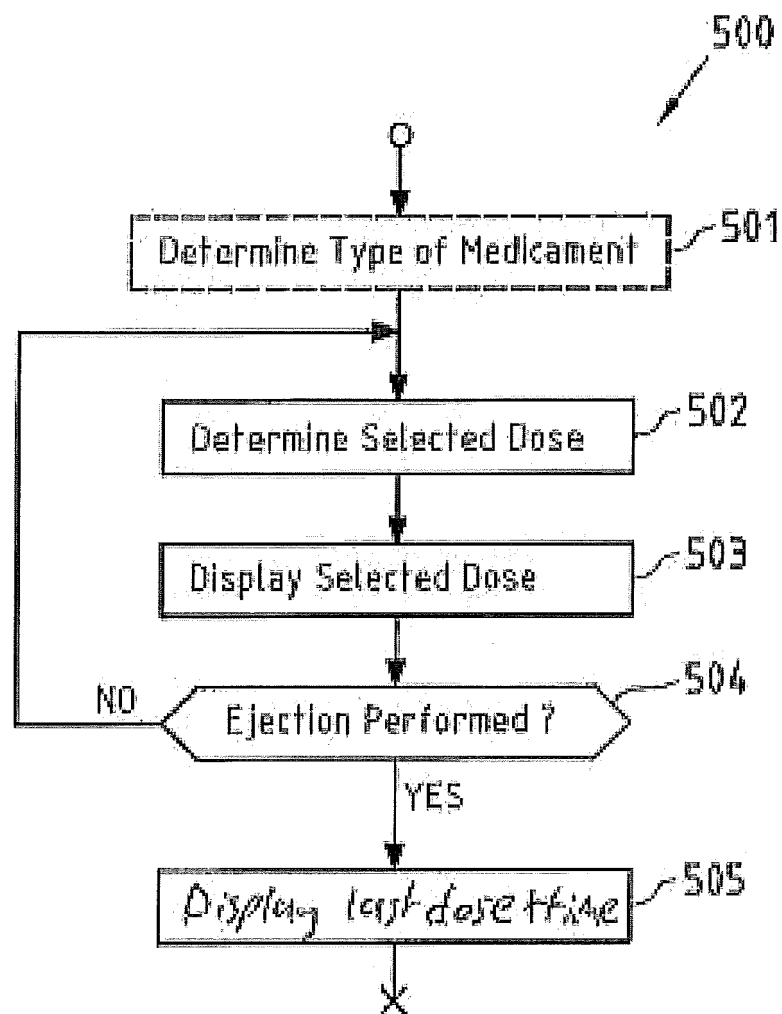 500
Determine Type of Medicament
501
Determine Selected Dose
502
Display Selected Dose
503
NO
Ejection Performed ?
504
YES
Display last dose + time
505